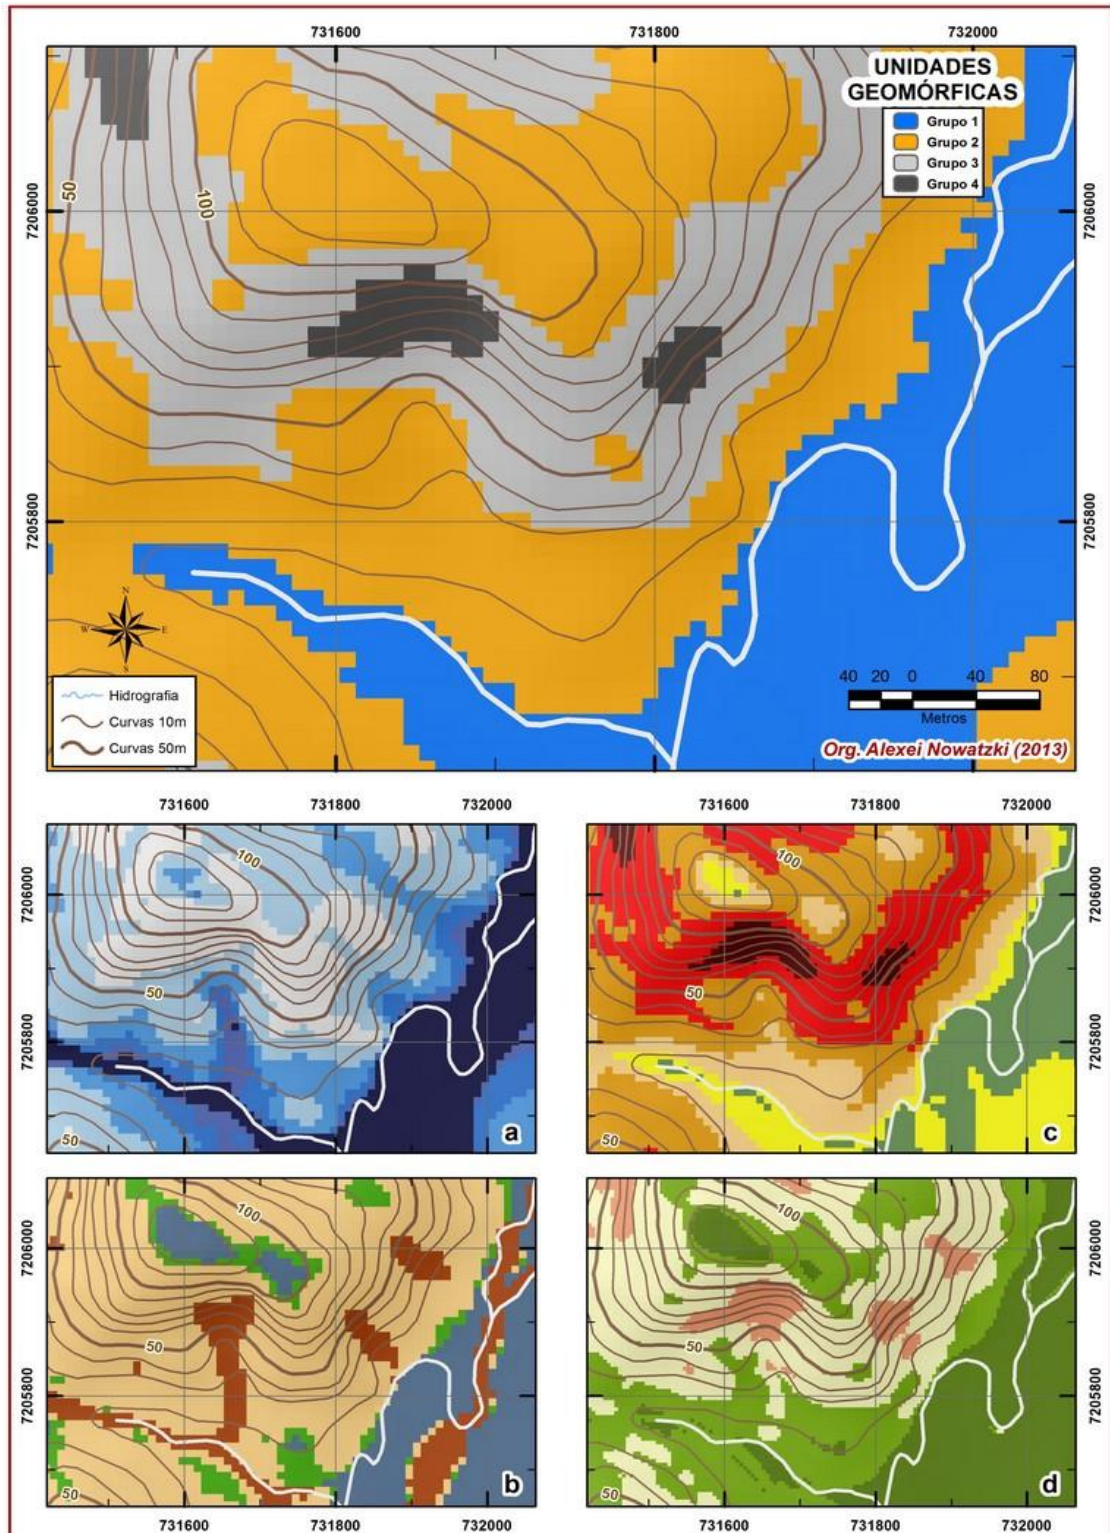 731600 731800 732000
UNIDADES
GEOMÓRFICAS
Grupo 1
Grupo 2
Grupo 3
Grupo 4
50
100
7206000 7206000
7205800 7205800
N
W E
S
Hidrografia
Curvas 10m
Curvas 50m
40 20 0 40 80
Metros
Org. Alexei Nowatzki (2013)
731600 731800 732000
7206000
7205800
100
50
50
a
731600 731800 732000
7206000
7205800
100
50
50
c
7206000
7205800
100
50
50
b
731600 731800 732000
7206000
7205800
100
50
50
d
731600 731800 732000